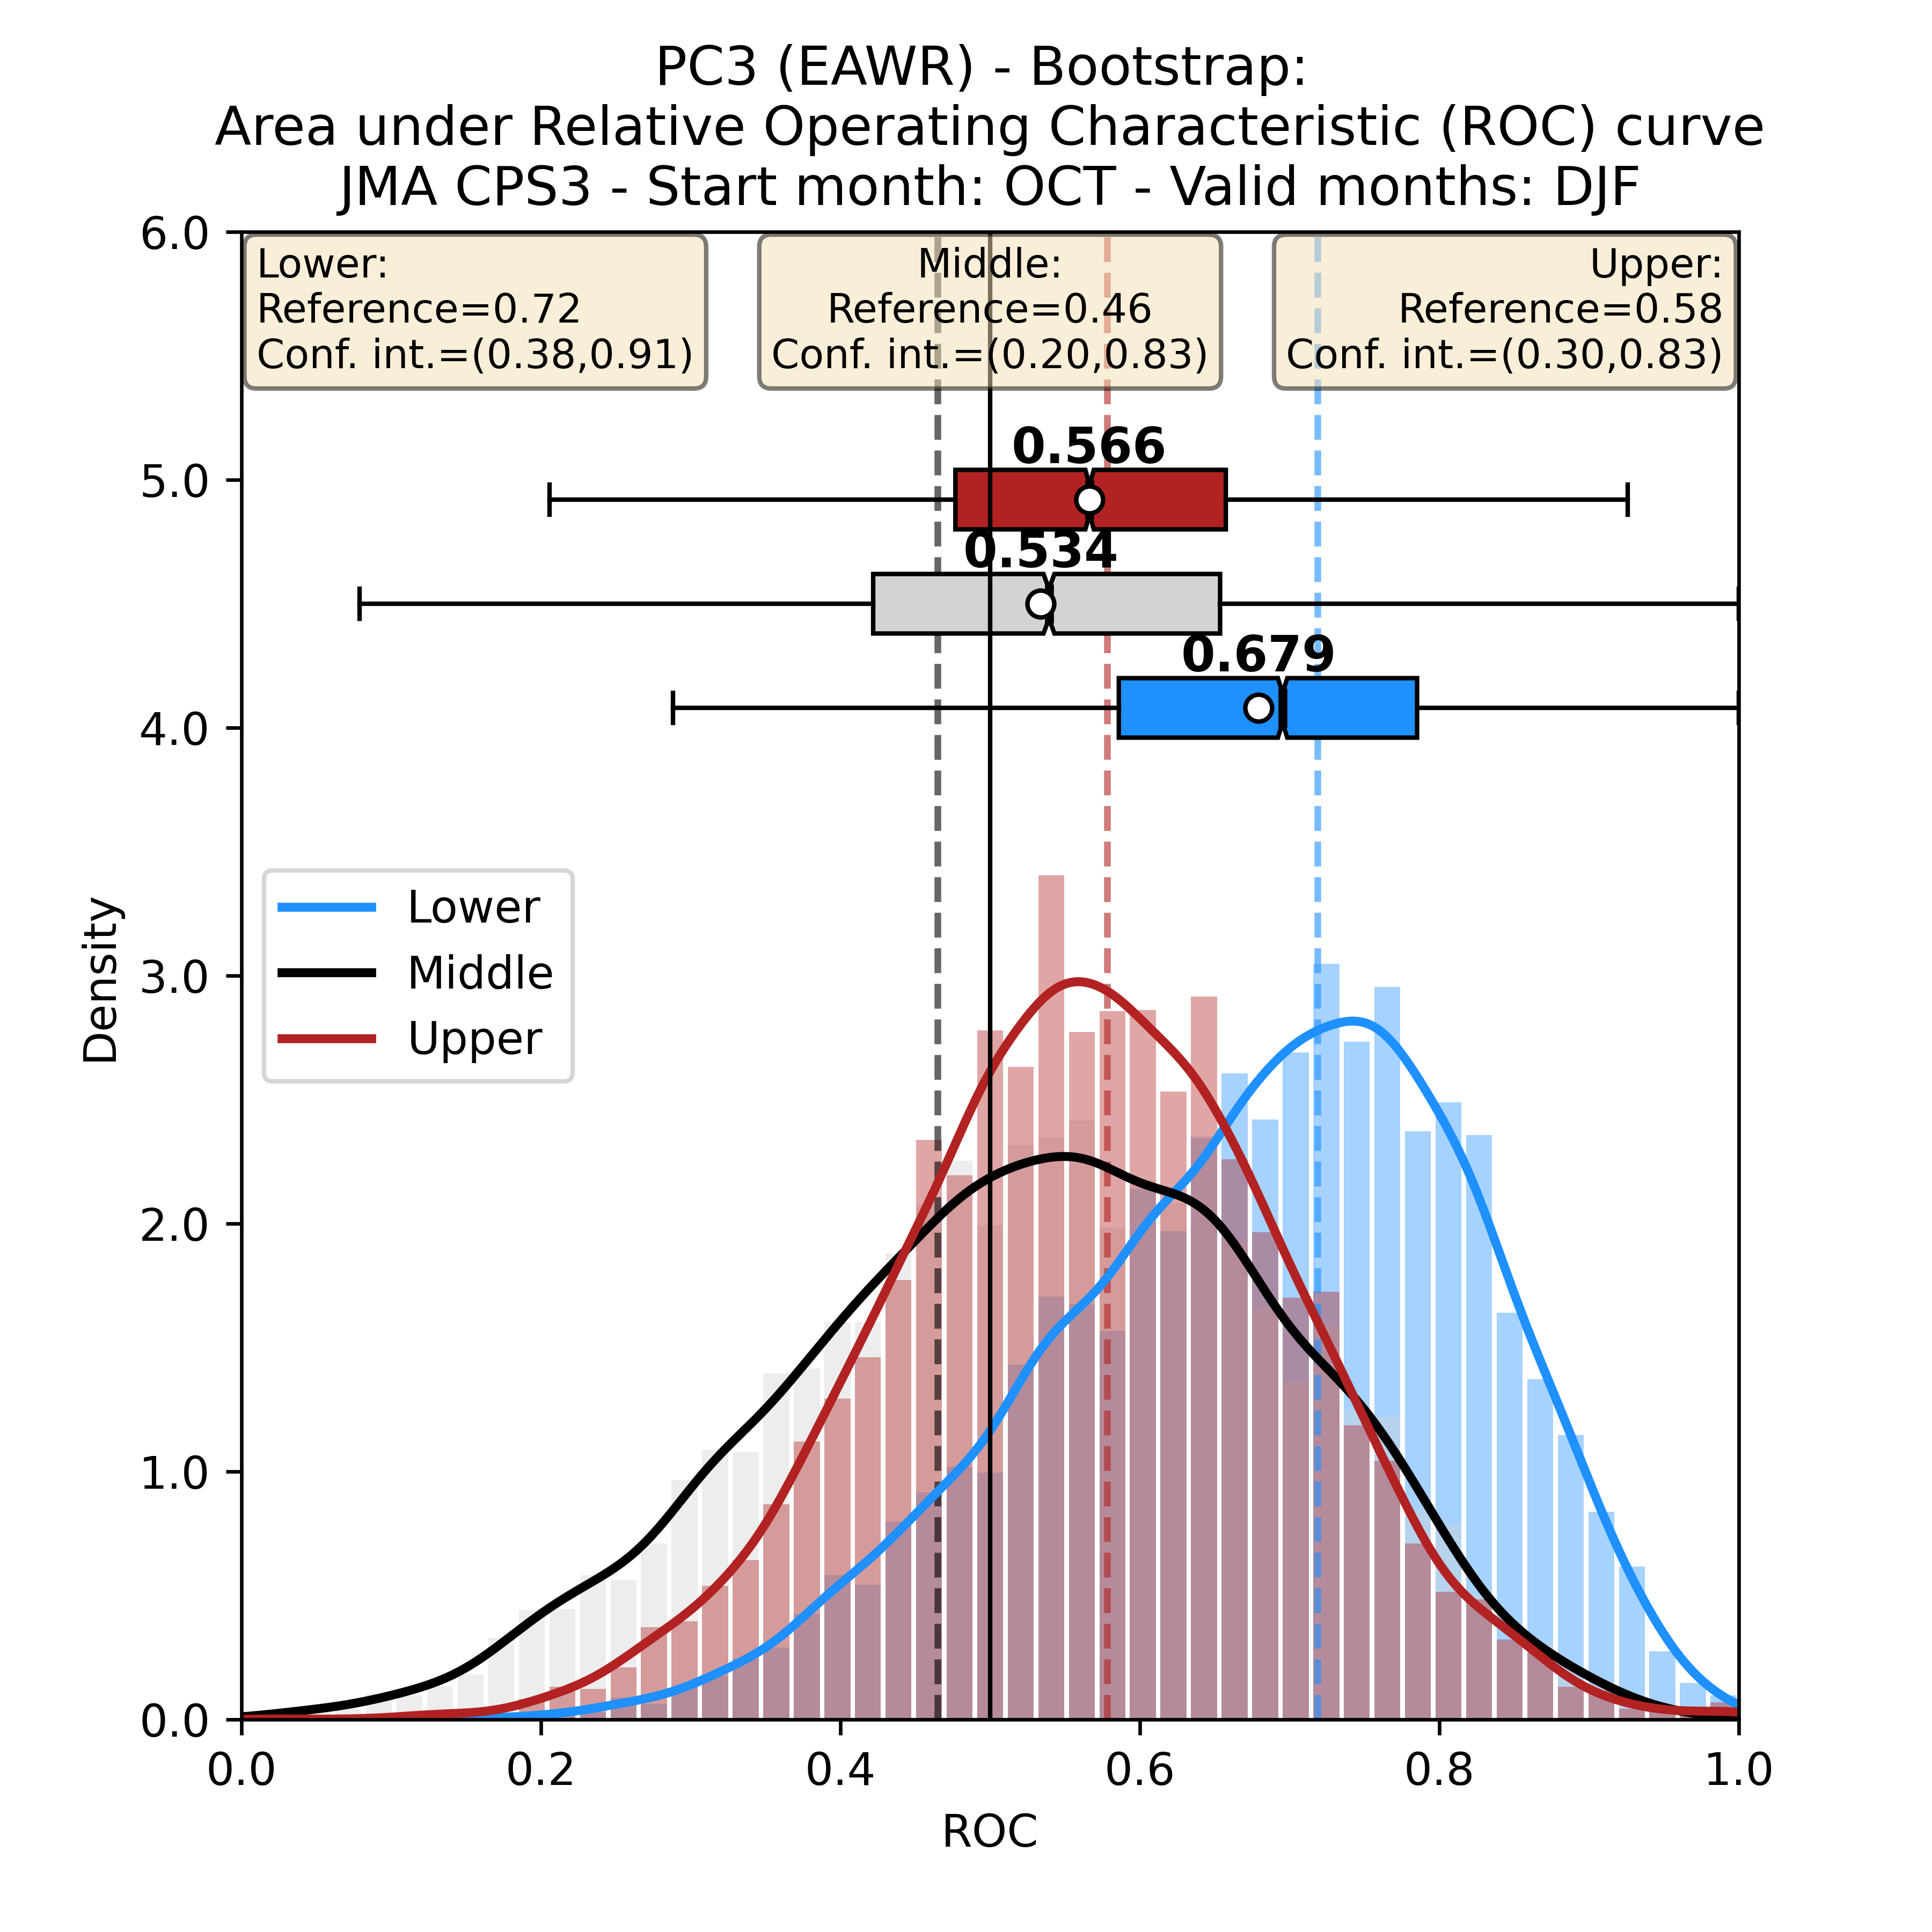 PC3 (EAWR) - Bootstrap:
Area under Relative Operating Characteristic (ROC) curve
JMA CPS3 - Start month: OCT - Valid months: DJF
Lower:
Reference=0.72
Conf. int.=(0.38,0.91)
Middle:
Reference=0.46
Conf. int.=(0.20,0.83)
Upper:
Reference=0.58
Conf. int.=(0.30,0.83)
0.566
0.534
0.679
Lower
Middle
Upper
Density
6.0
5.0
4.0
3.0
2.0
1.0
0.0
0.0
0.2
0.4
0.6
0.8
1.0
ROC